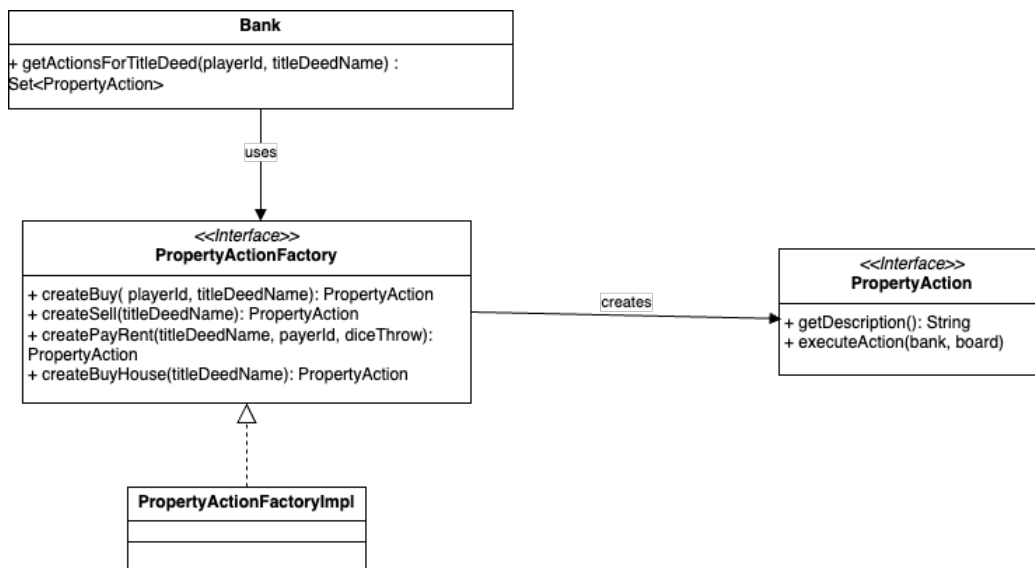 Bank
+ getActionsForTitleDeed(playerId, titleDeedName) :
Set<PropertyAction>
uses
<<Interface>>
PropertyActionFactory
+ createBuy( playerId, titleDeedName): PropertyAction
+ createSell(titleDeedName): PropertyAction
+ createPayRent(titleDeedName, payerId, diceThrow):
PropertyAction
+ createBuyHouse(titleDeedName): PropertyAction
creates
<<Interface>>
PropertyAction
+ getDescription(): String
+ executeAction(bank, board)
PropertyActionFactoryImpl